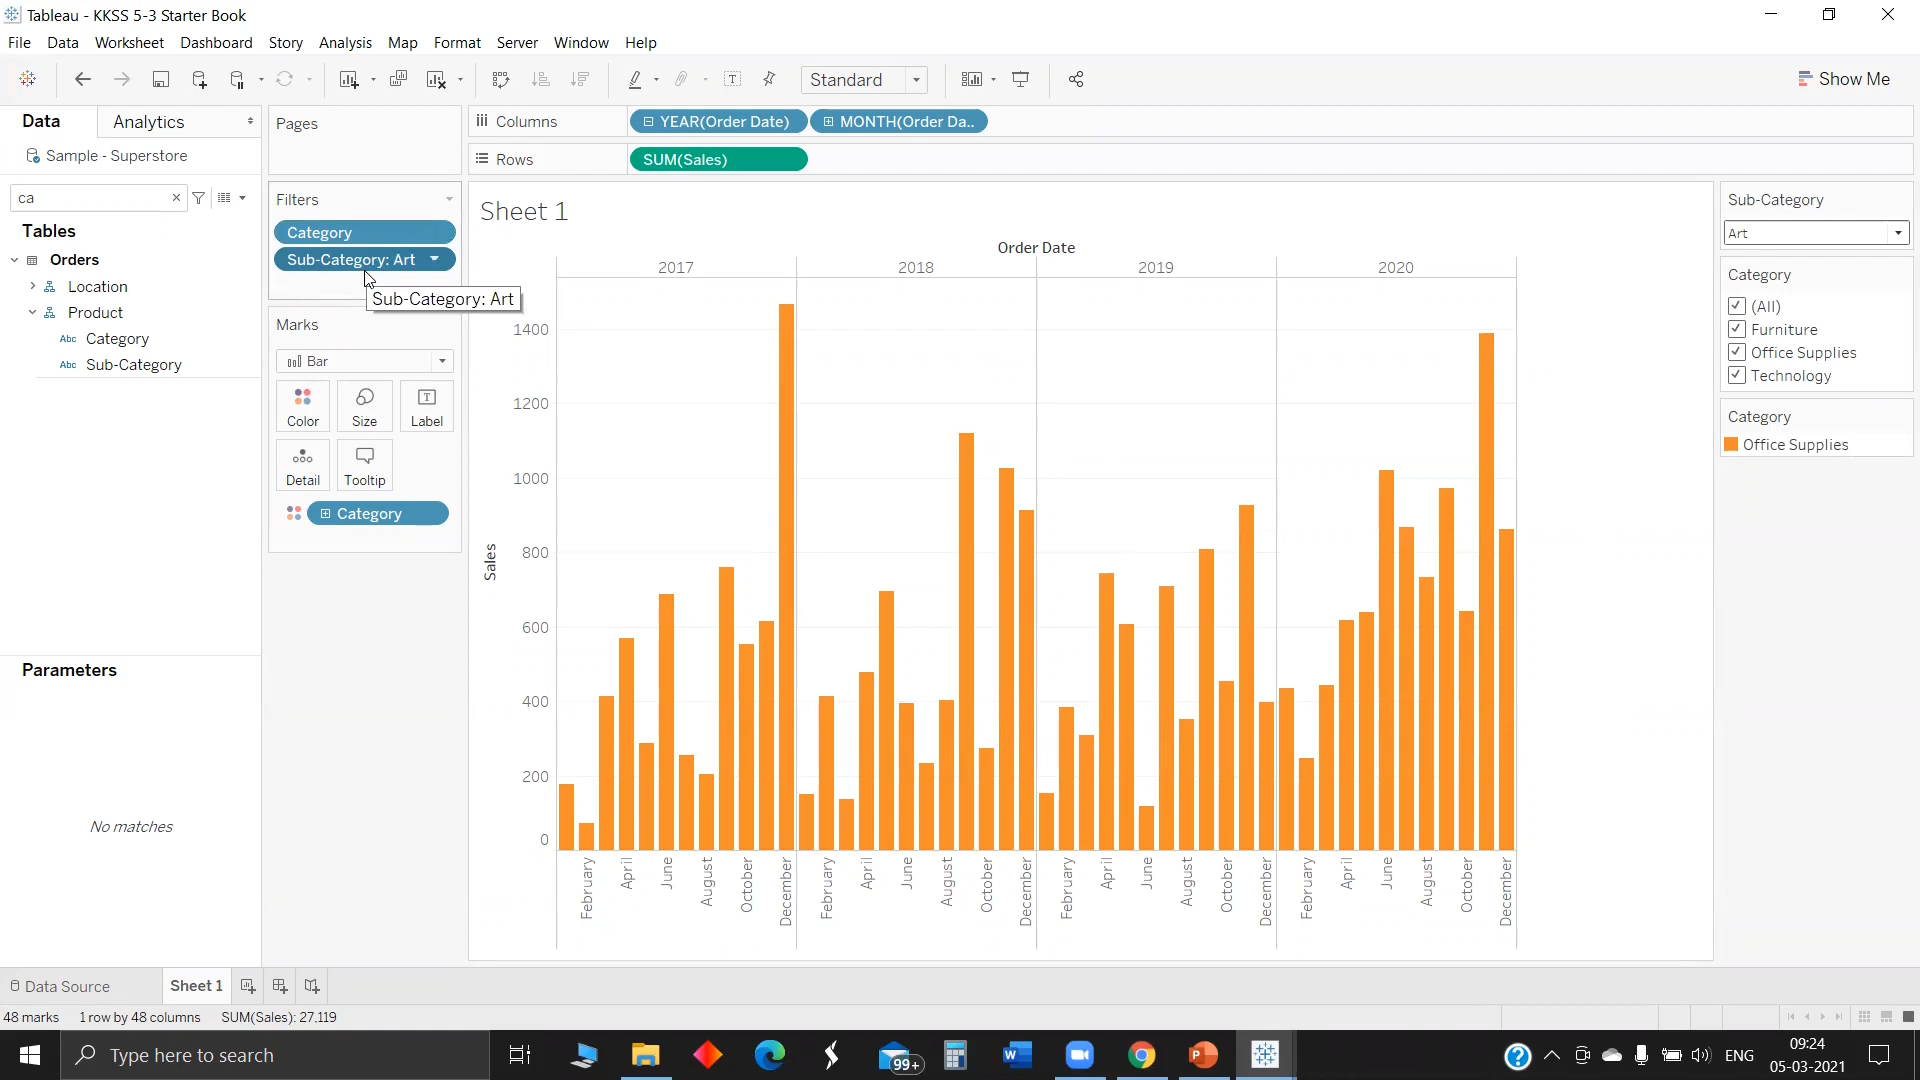 Tableau - KKSS 5-3 Starter Book
File Data Worksheet Dashboard Story Analysis Map Format Server Window Help
Standard
Show Me
Data Analytics
Pages
Columns
YEAR(Order Date)
MONTH(Order Da..
Sample - Superstore
Rows
SUM(Sales)
ca
Filters
Category
Sub-Category: Art
Sub-Category: Art
Tables
Orders
Location
Product
Abc Category
Abc Sub-Category
Marks
Bar
Color
Size
Label
Detail
Tooltip
Category
Sheet 1
Order Date
2017 2018 2019 2020
Sales
1400
1200
1000
800
600
400
200
0
February April June August October December February April June August October December February April June August October December February April June August October December
Sub-Category
Art
Category
(All)
Furniture
Office Supplies
Technology
Category
Office Supplies
Parameters
No matches
Data Source
Sheet 1
48 marks 1 row by 48 columns SUM(Sales): 27,119
Type here to search
99+
ENG
09:24
05-03-2021